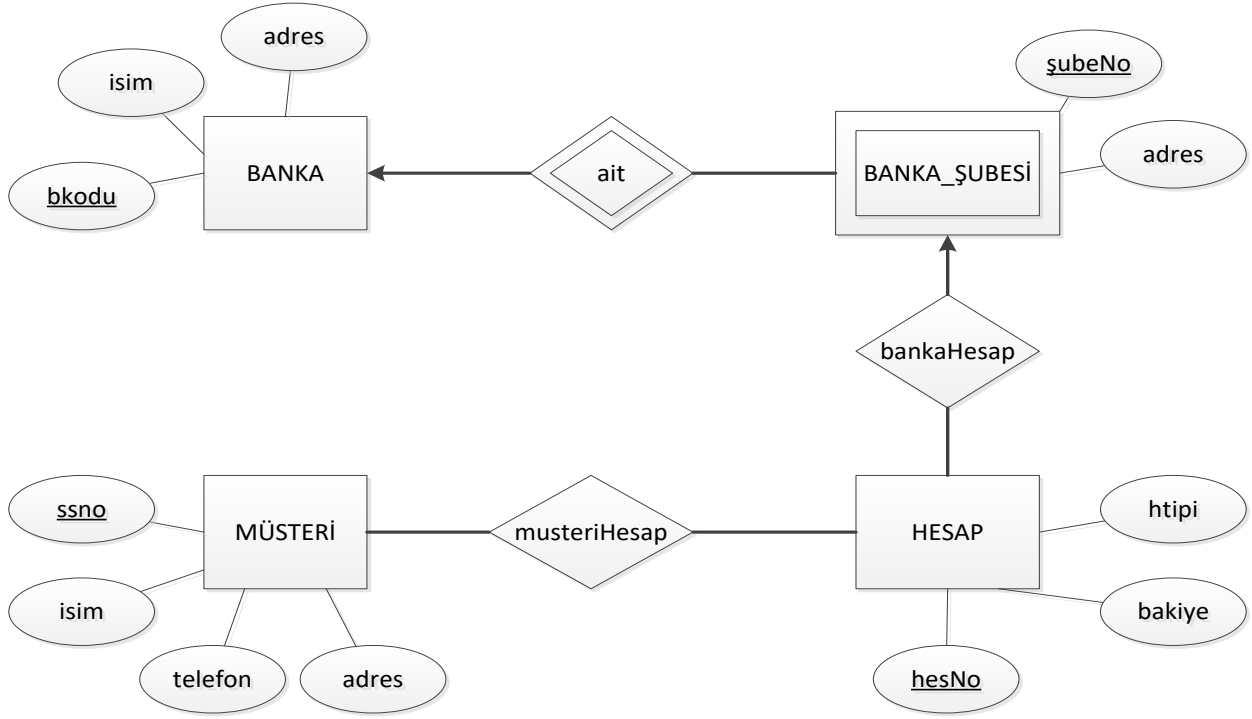 adres
isim
şubeNo
BANKA
ait
BANKA_ŞUBESİ
adres
bkodu
bankaHesap
ssno
MÜSTERİ
musteriHesap
HESAP
htipi
isim
bakiye
telefon
adres
hesNo